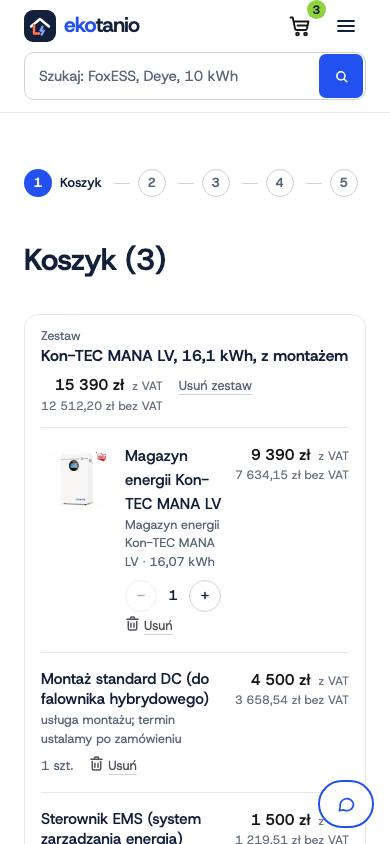 ekotanio
3
Szukaj: FoxESS, Deye, 10 kWh
1 Koszyk 2 3 4 5
Koszyk (3)
Zestaw
Kon-TEC MANA LV, 16,1 kWh, z montażem
15 390 zł z VAT Usuń zestaw
12 512,20 zł bez VAT
Magazyn
energii Kon-
TEC MANA LV
9 390 zł z VAT
7 634,15 zł bez VAT
Magazyn energii
Kon-TEC MANA
LV · 16,07 kWh
− 1 +
Usuń
Montaż standard DC (do
falownika hybrydowego)
4 500 zł z VAT
3 658,54 zł bez VAT
usługa montażu; termin
ustalamy po zamówieniu
1 szt. Usuń
Sterownik EMS (system
zarządzania energią)
1 500 zł z
1 219,51 zł bez VAT